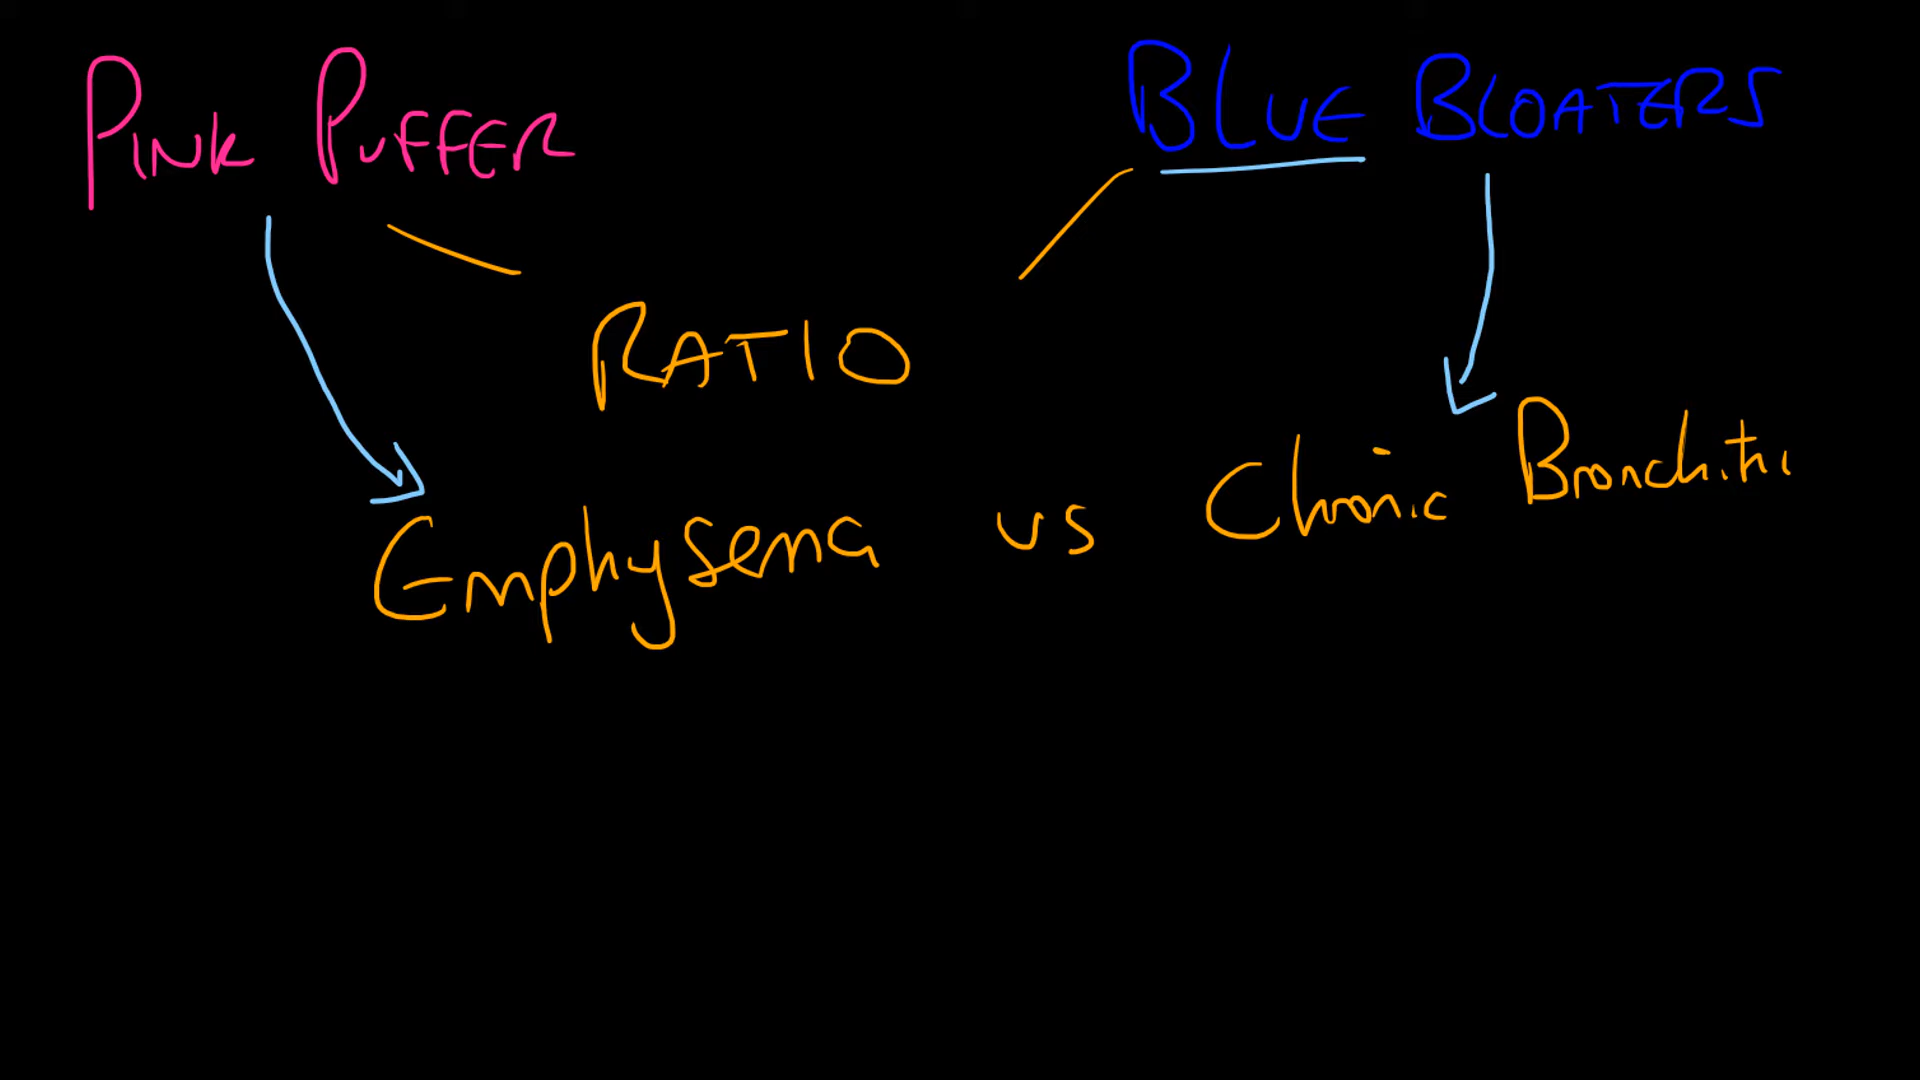 PINK PUFFER
BLUE BLOATERS
RATIO
Emphysema vs Chronic Bronchiti